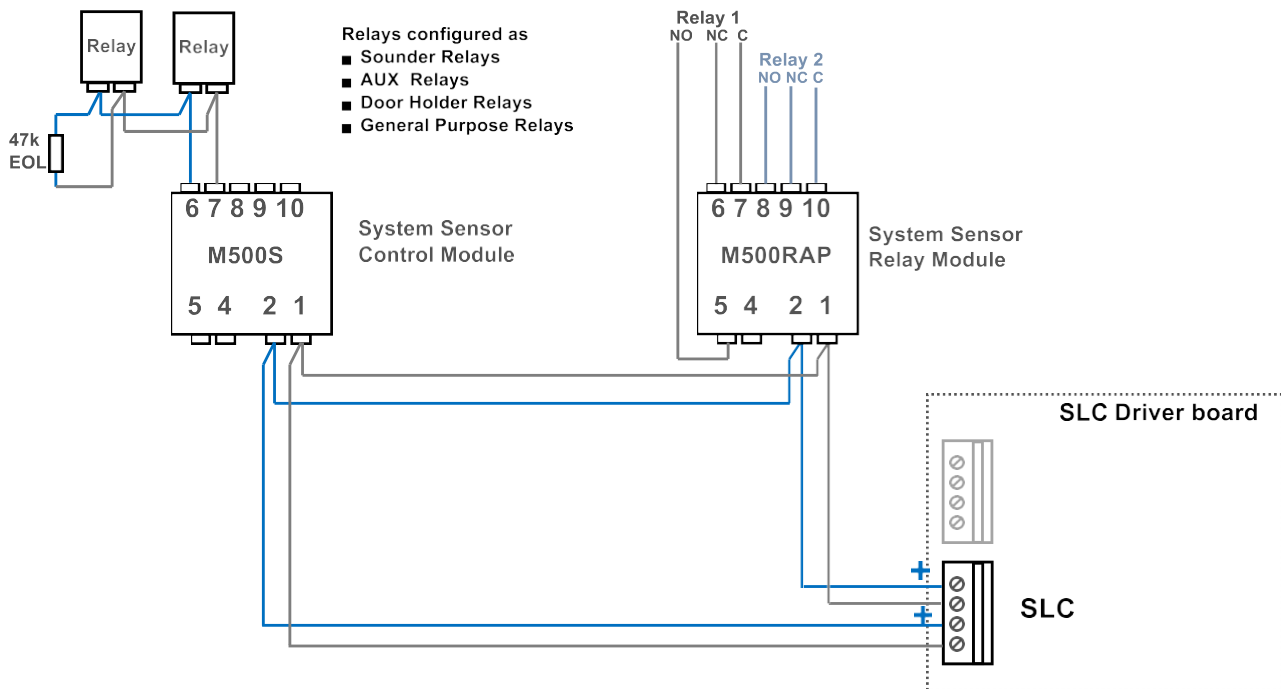 Relay
Relay
Relays configured as
Sounder Relays
AUX Relays
Door Holder Relays
General Purpose Relays
47k
EOL
Relay 1
NO NC C
Relay 2
NO NC C
6 7 8 9 10
M500S
5 4 2 1
System Sensor
Control Module
6 7 8 9 10
M500RAP
5 4 2 1
System Sensor
Relay Module
SLC Driver board
+
+
SLC